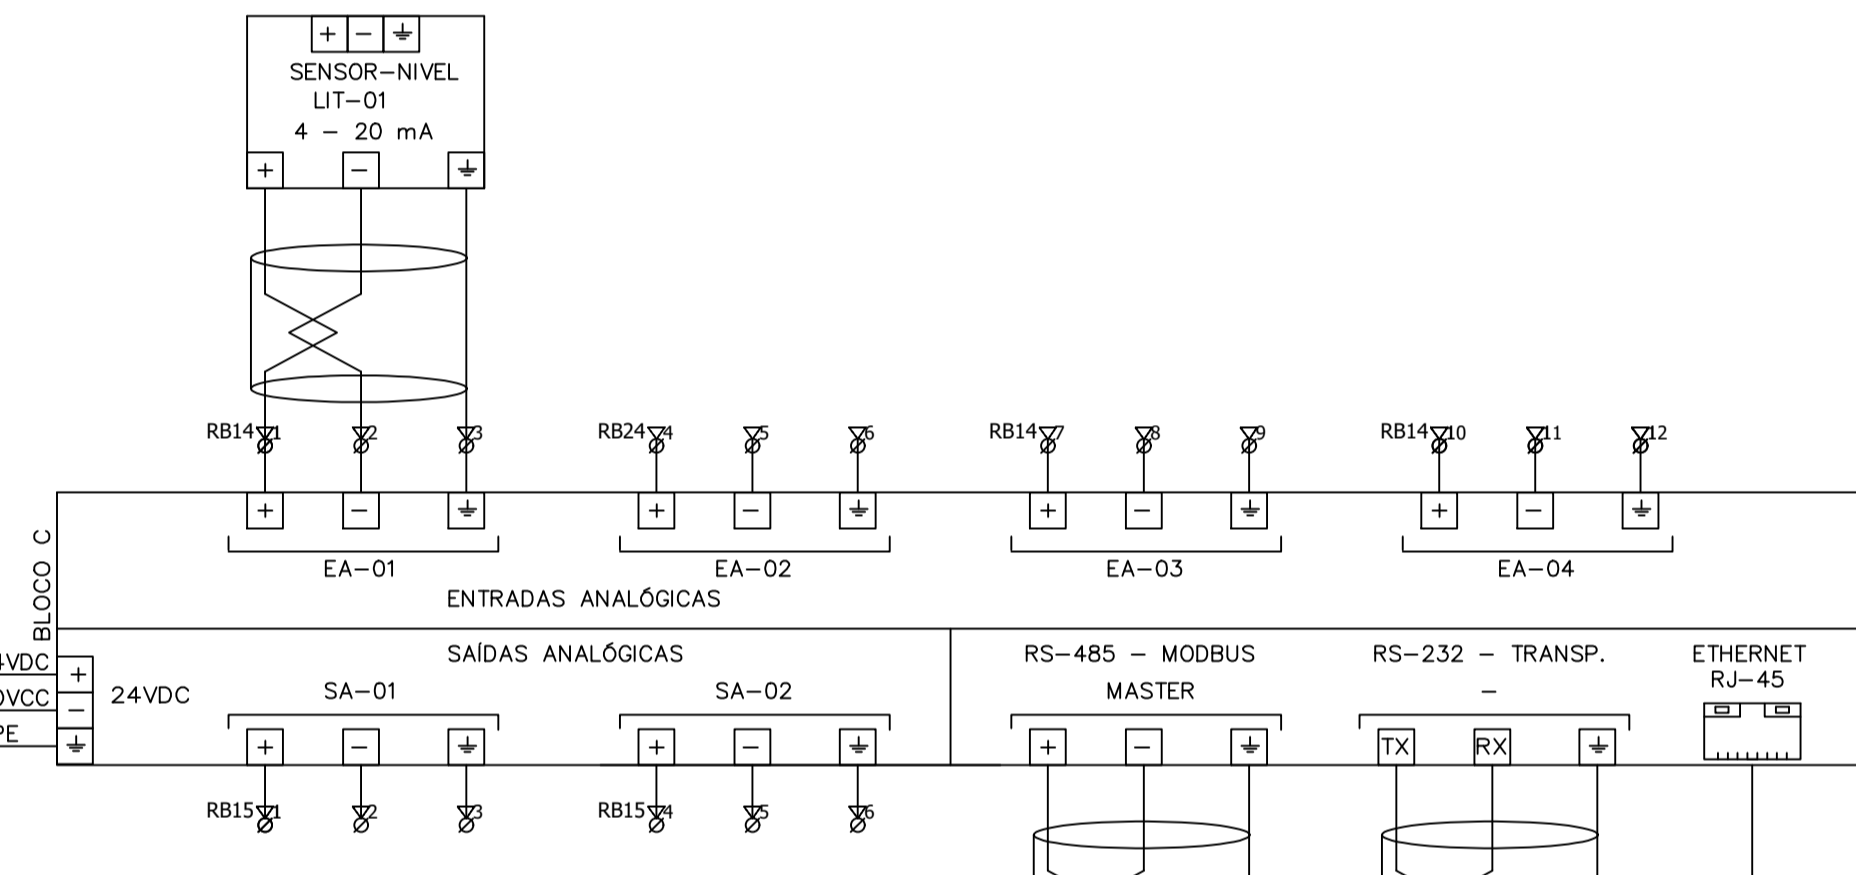 + −
SENSOR−NIVEL
LIT−01
4 − 20 mA
+ −
RB14 1 2 3 RB24 4 5 6 RB14 7 8 9 RB14 10 11 12
+ − + − + − + −
EA−01 EA−02 EA−03 EA−04
ENTRADAS ANALÓGICAS
BLOCO C
SAÍDAS ANALÓGICAS RS−485 − MODBUS RS−232 − TRANSP. ETHERNET
RJ−45
VDC + 24VDC SA−01 SA−02 MASTER −
VCC −
PE
+ − + − + − TX RX
RB15 1 2 3 RB15 4 5 6